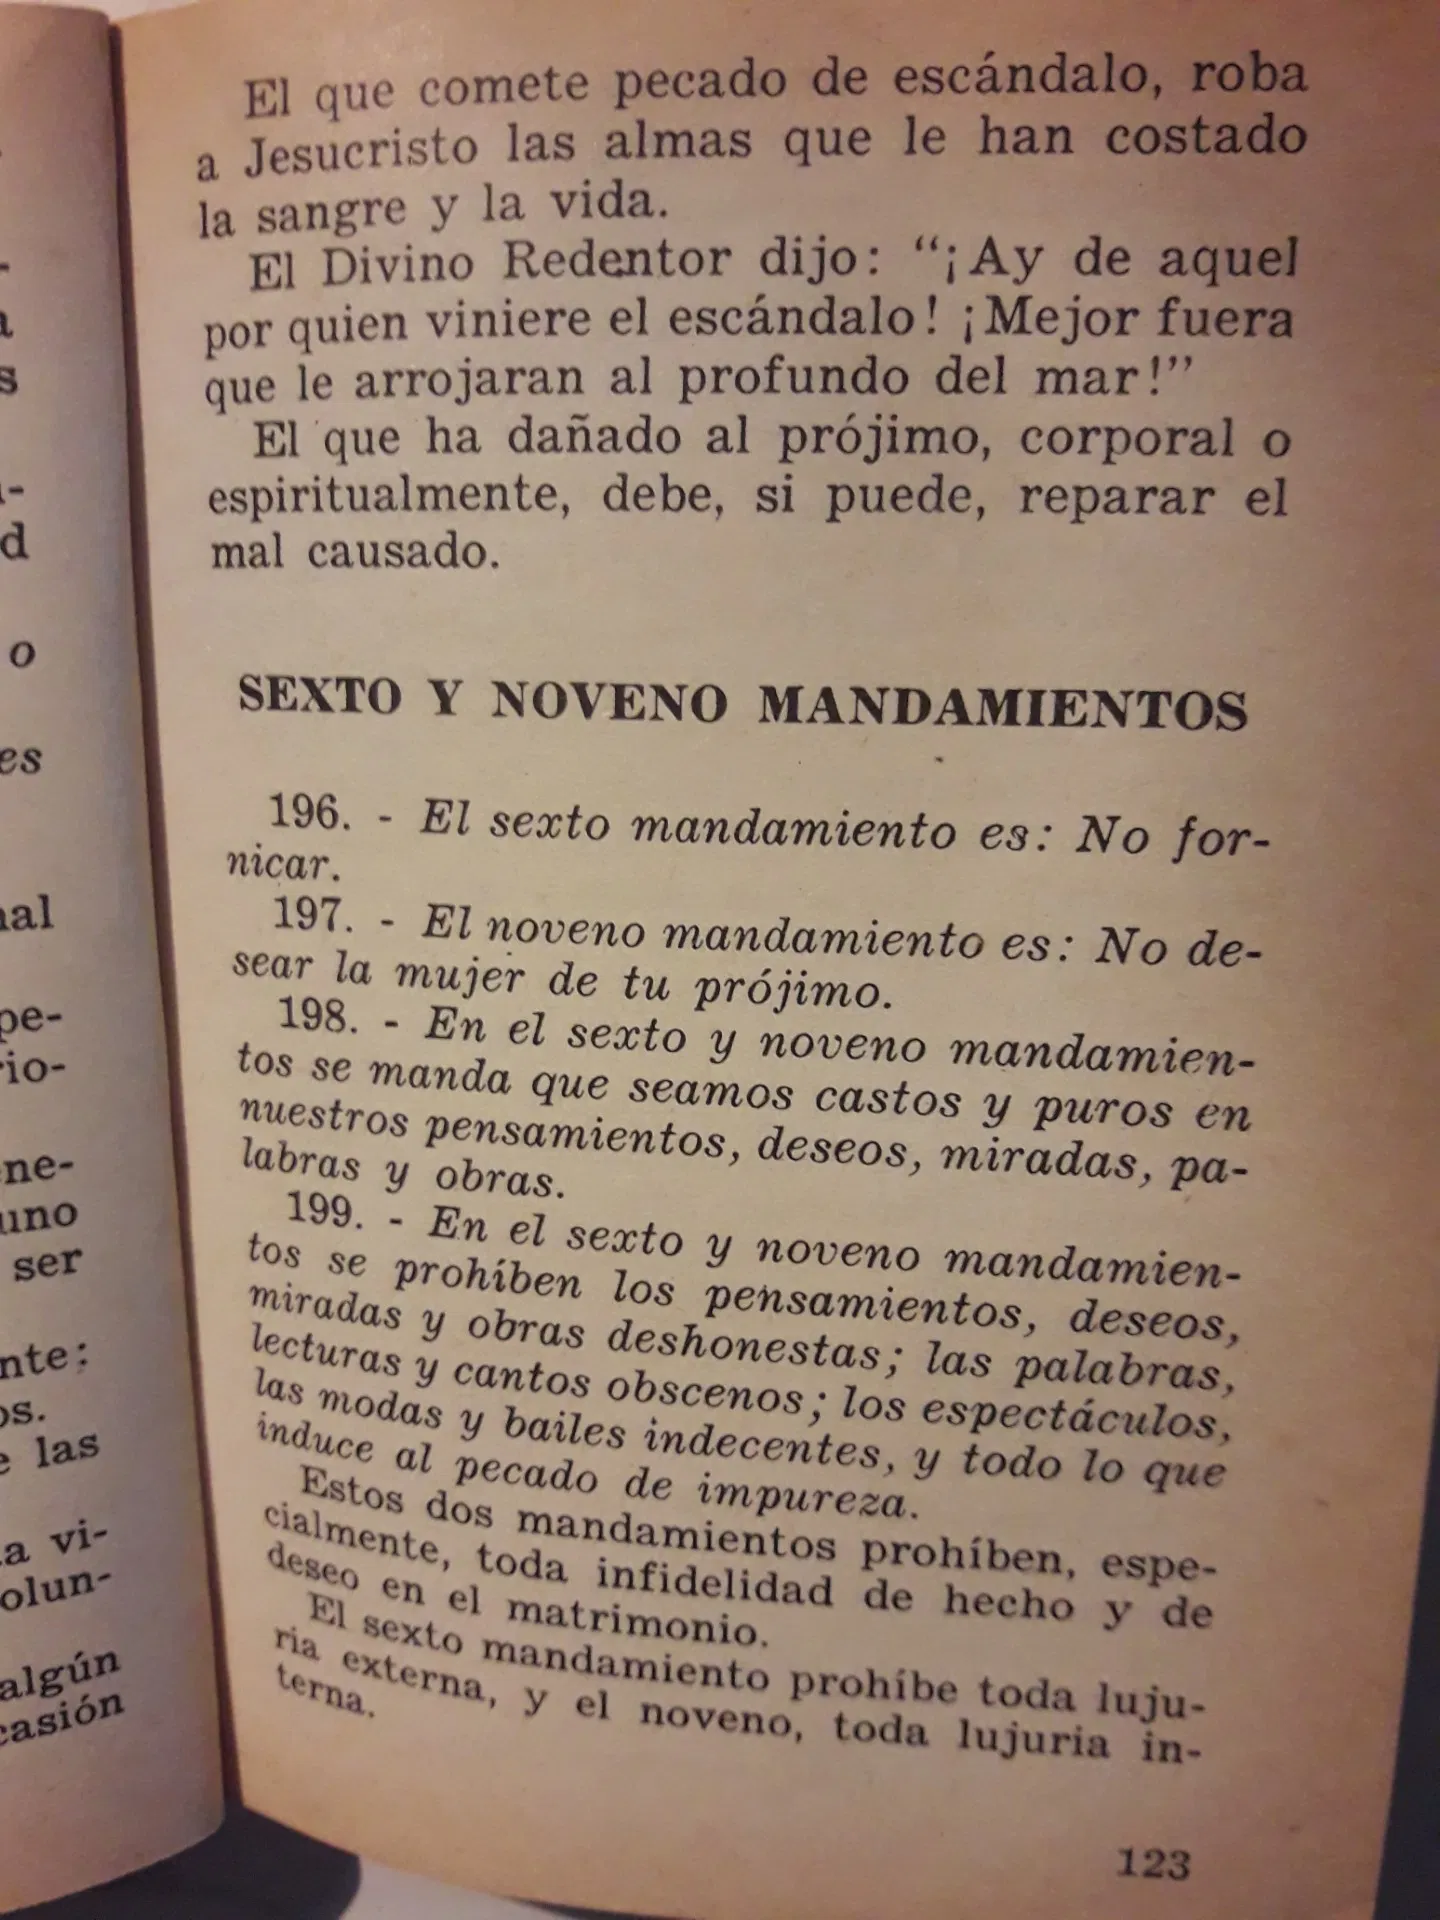 El que comete pecado de escándalo, roba
a Jesucristo las almas que le han costado
la sangre y la vida.
El Divino Redentor dijo: “¡Ay de aquel
por quien viniere el escándalo! ¡Mejor fuera
que le arrojaran al profundo del mar!”
El que ha dañado al prójimo, corporal o
espiritualmente, debe, si puede, reparar el
mal causado.
SEXTO Y NOVENO MANDAMIENTOS
196. - El sexto mandamiento es: No for-
nicar.
197. - El noveno mandamiento es: No de-
sear la mujer de tu prójimo.
198. - En el sexto y noveno mandamien-
tos se manda que seamos castos y puros en
nuestros pensamientos, deseos, miradas, pa-
labras y obras.
199. - En el sexto y noveno mandamien-
tos se prohíben los pensamientos, deseos,
miradas y obras deshonestas; las palabras,
lecturas y cantos obscenos; los espectáculos,
las modas y bailes indecentes, y todo lo que
induce al pecado de impureza.
Estos dos mandamientos prohíben, espe-
cialmente, toda infidelidad de hecho y de
deseo en el matrimonio.
El sexto mandamiento prohíbe toda luju-
ria externa, y el noveno, toda lujuria in-
terna.
123